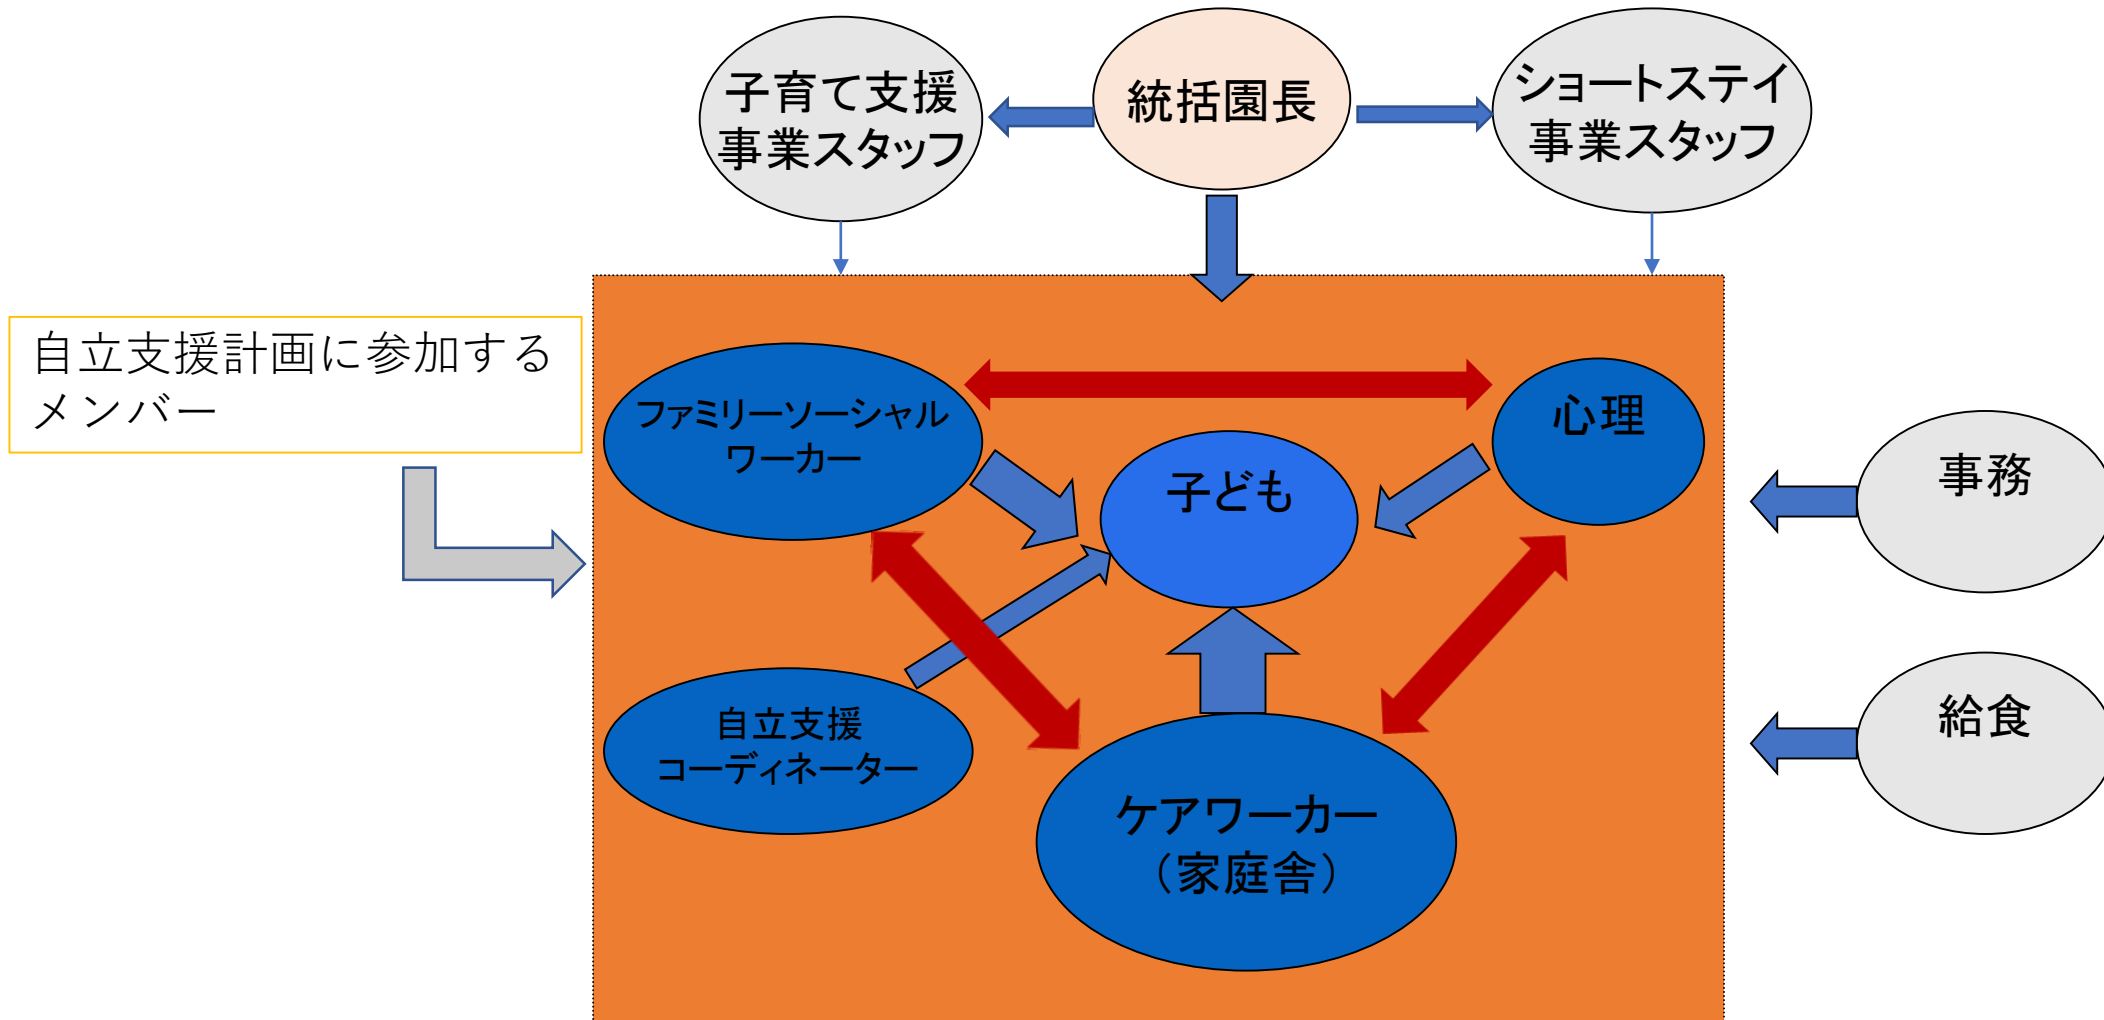 子育て支援
事業スタッフ
統括園長
ショートステイ
事業スタッフ
自立支援計画に参加する
メンバー
ファミリーソーシャル
ワーカー
心理
子ども
事務
自立支援
コーディネーター
給食
ケアワーカー
（家庭舎）